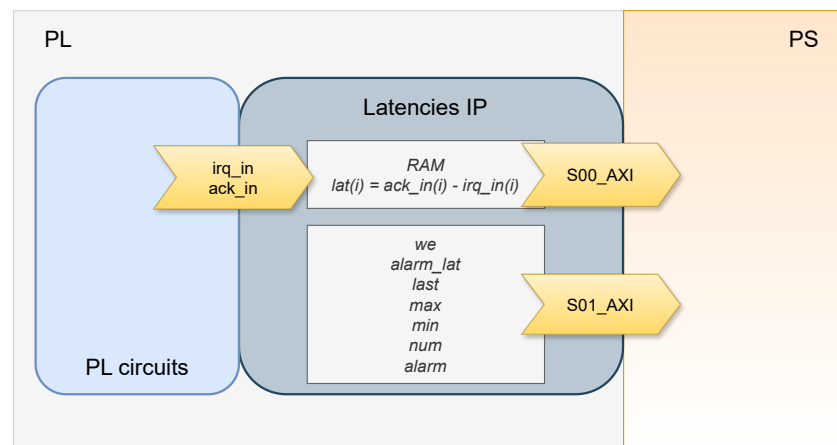 PL
PS
Latencies IP
irq_in
ack_in
RAM
lat(i) = ack_in(i) - irq_in(i)
S00_AXI
we
alarm_lat
last
max
min
num
alarm
S01_AXI
PL circuits